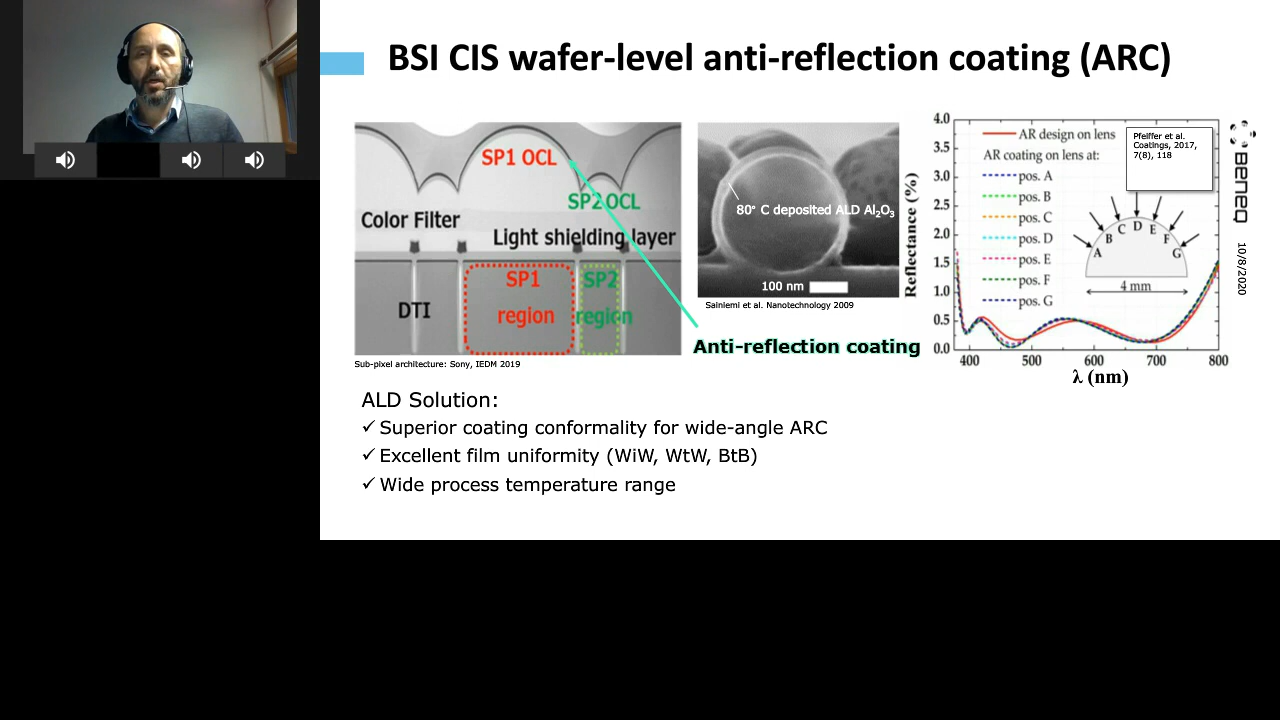 BSI CIS wafer-level anti-reflection coating (ARC)
SP1 OCL
SP2 OCL
Color Filter
Light shielding layer
SP1
region
SP2
region
DTI
Sub-pixel architecture: Sony, IEDM 2019
80° C deposited ALD Al₂O₃
100 nm
Sainiemi et al. Nanotechnology 2009
Anti-reflection coating
Reflectance (%)
4.0
3.5
3.0
2.5
2.0
1.5
1.0
0.5
0.0
AR design on lens
AR coating on lens at:
pos. A
pos. B
pos. C
pos. D
pos. E
pos. F
pos. G
Pfeiffer et al.
Coatings, 2017,
7(8), 118
A B C D E F G
4 mm
400 500 600 700 800
λ (nm)
BENEQ
10/8/2020
ALD Solution:
✓ Superior coating conformality for wide-angle ARC
✓ Excellent film uniformity (WiW, WtW, BtB)
✓ Wide process temperature range